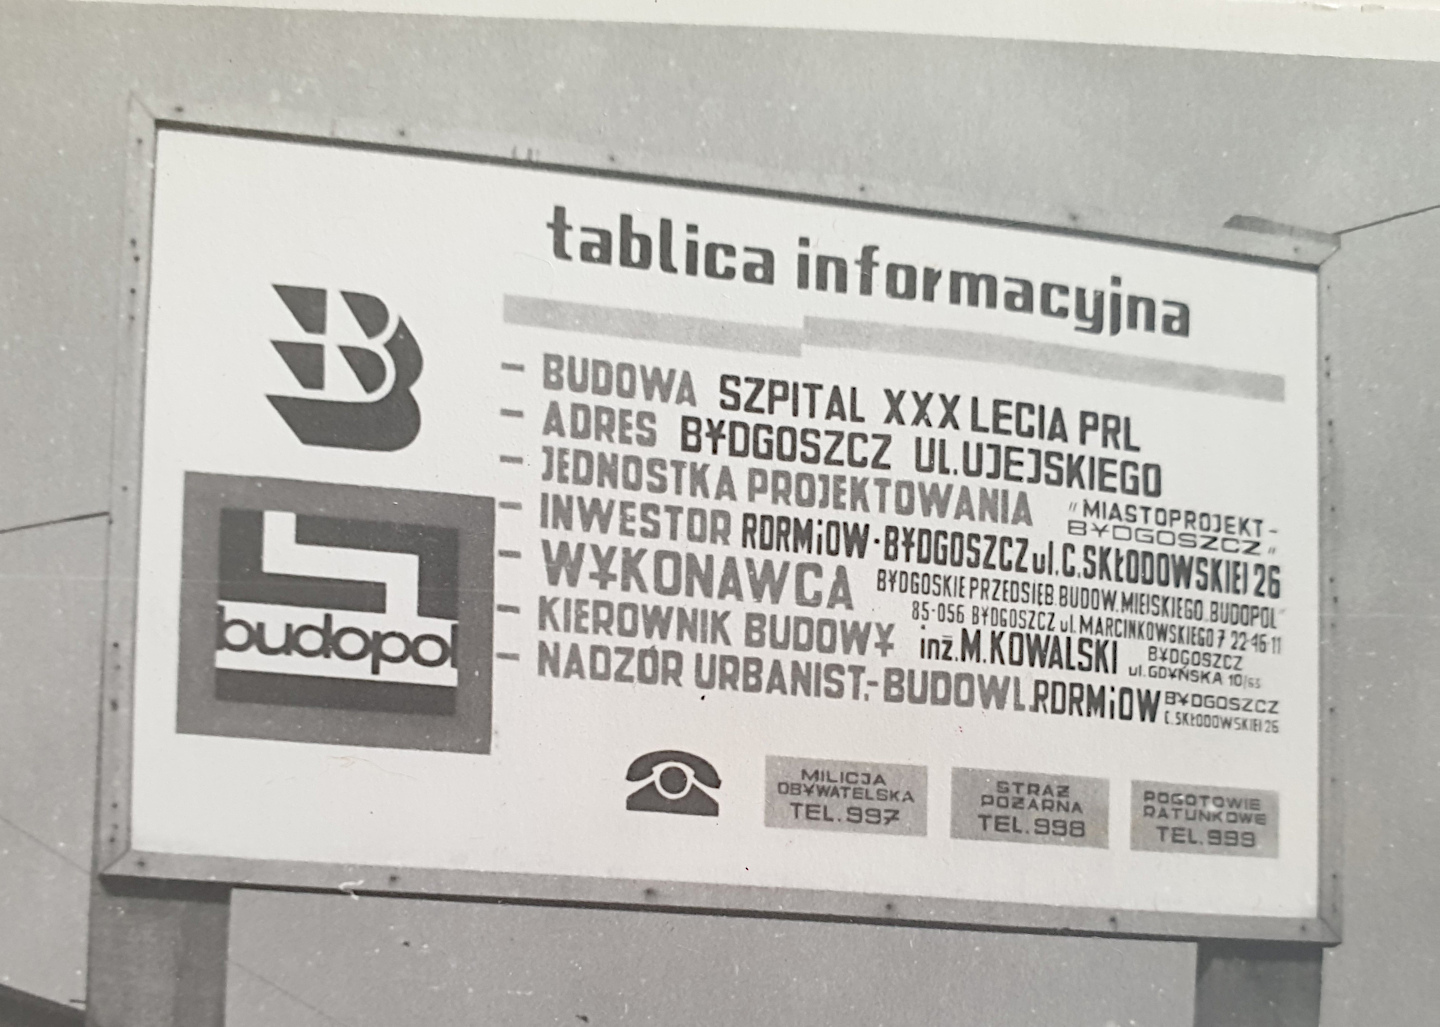 tablica informacyjna
B
budopol
- BUDOWA SZPITAL XXX LECIA PRL
- ADRES BYDGOSZCZ UL.UJEJSKIEGO
- JEDNOSTKA PROJEKTOWANIA "MIASTOPROJEKT-
BYDGOSZCZ"
- INWESTOR RDRMiOW·BYDGOSZCZ ul.C.SKŁODOWSKIEJ 26
- WYKONAWCA BYDGOSKIE PRZEDSIĘB.BUDOW.MIEJSKIEGO.BUDOPOL"
85-056 BYDGOSZCZ ul.MARCINKOWSKIEGO 7 22-46-11
- KIEROWNIK BUDOWY inż.M.KOWALSKI BYDGOSZCZ
ul.GDYŃSKA 10/63
- NADZÓR URBANIST.-BUDOWL.RDRMiOW BYDGOSZCZ
C.SKŁODOWSKIEJ 26
MILICJA
OBYWATELSKA
TEL.997
STRAŻ
POŻARNA
TEL.998
POGOTOWIE
RATUNKOWE
TEL.999